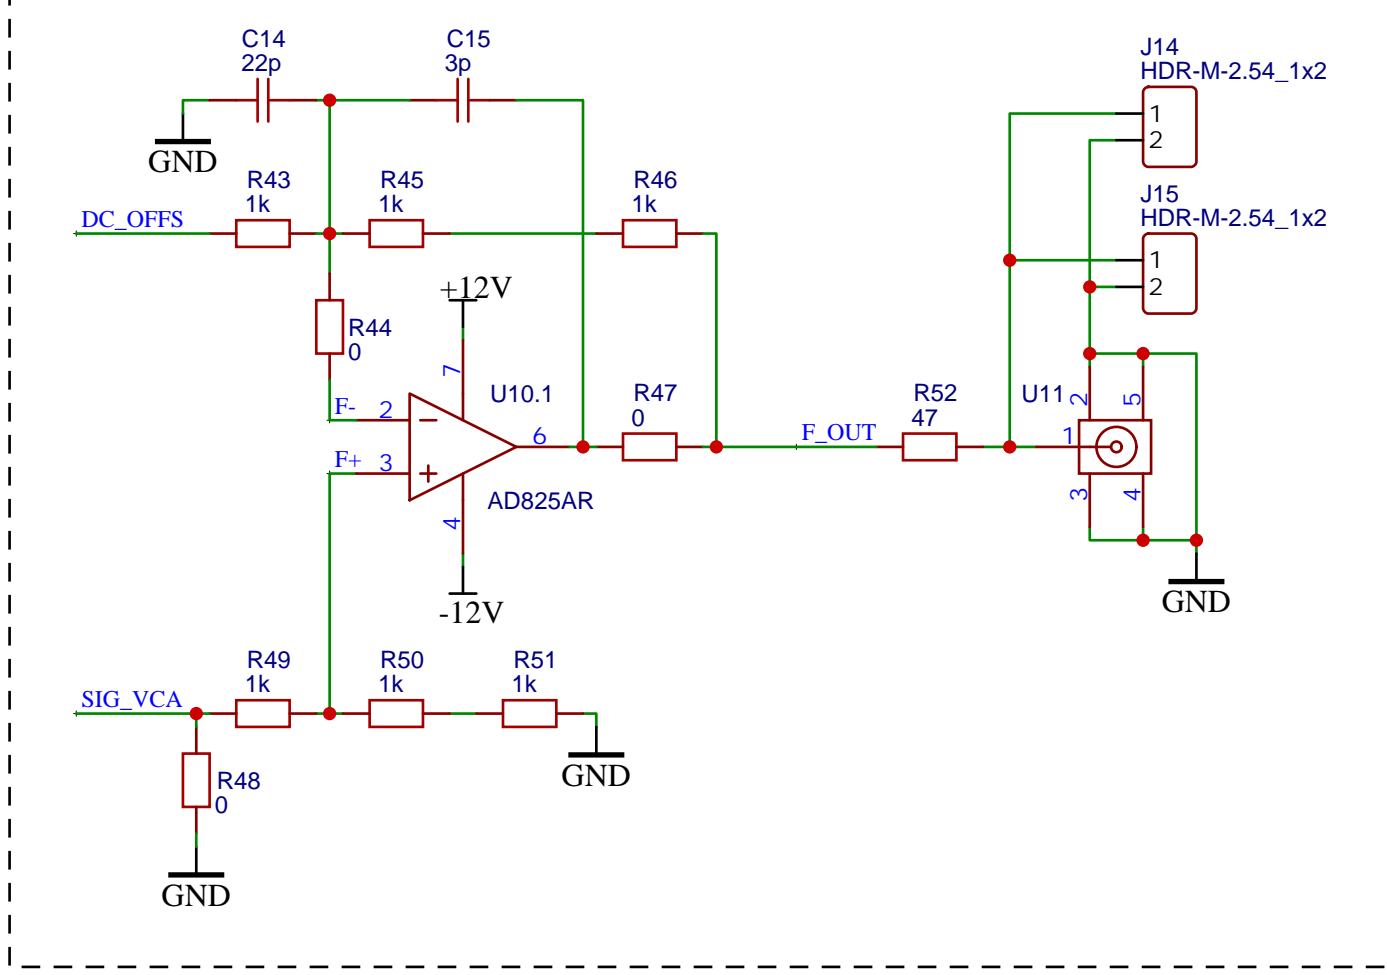 C14
22p
C15
3p
J14
HDR-M-2.54_1x2
1
2
GND
R43
1k
R45
1k
R46
1k
J15
HDR-M-2.54_1x2
DC_OFFS
1
2
+12V
R44
0
7
U10.1
R47
0
R52
47
U11
2
5
F-
2
6
F_OUT
1
F+
3
3
4
AD825AR
4
-12V
GND
R49
1k
R50
1k
R51
1k
SIG_VCA
R48
0
GND
GND